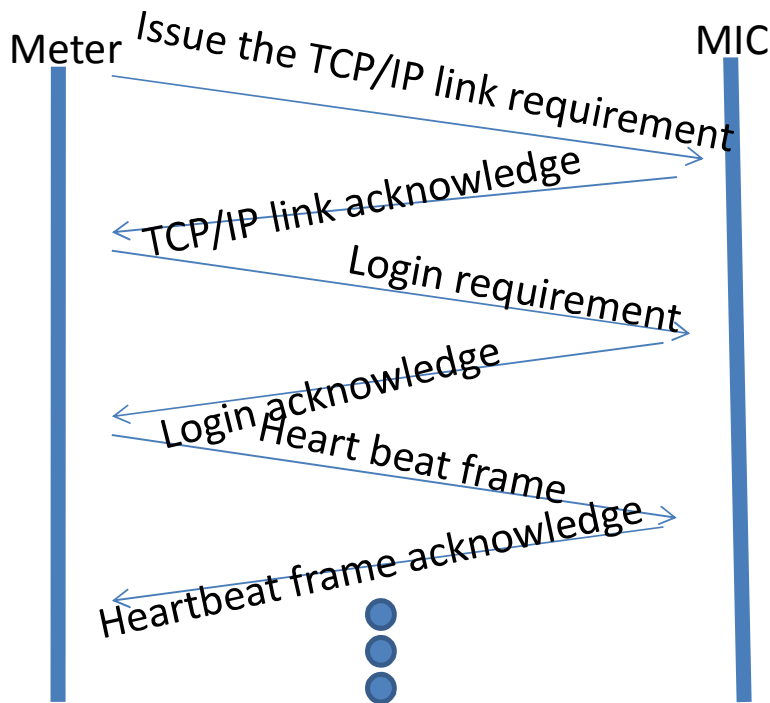 Meter
MIC
Issue the TCP/IP link requirement
TCP/IP link acknowledge
Login requirement
Login acknowledge
Heart beat frame
Heartbeat frame acknowledge